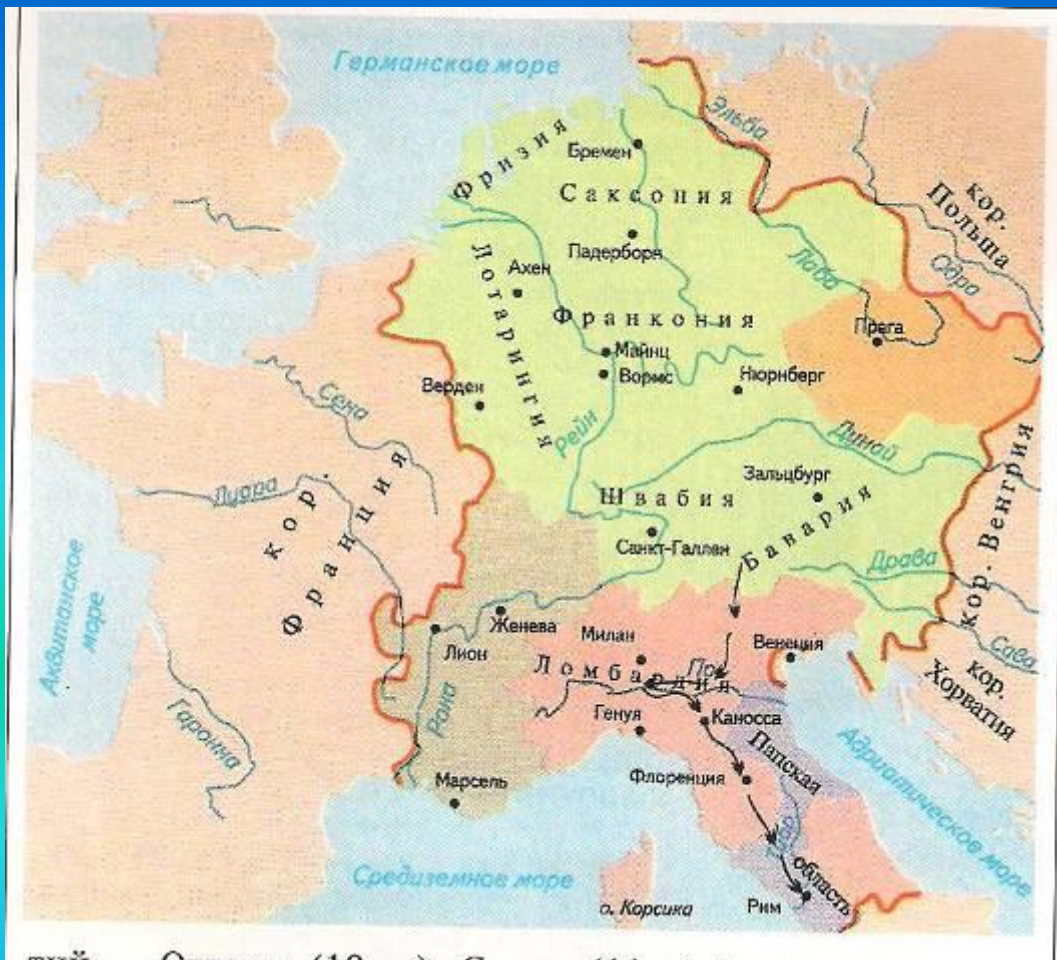 Германское море
Эльба
Фризия
Бремен
Саксония
кор.
Польша
Падерборн
Лаба
Одра
Ахен
Лотарингия
Франкония
Прага
Майнц
Вормс
Нюрнберг
Верден
Сена
Рейн
Дунай
Луара
кор.
Франция
Швабия
Зальцбург
Бавария
Санкт-Галлен
Драва
кор. Венгрия
Аквитанское
море
Женева
Милан
Венеция
Сава
Лион
Ломбардия
кор.
Хорватия
Рона
Гаронна
Генуя
Каносса
Папская
область
Адриатическое море
Флоренция
Марсель
Средиземное море
о. Корсика
Рим